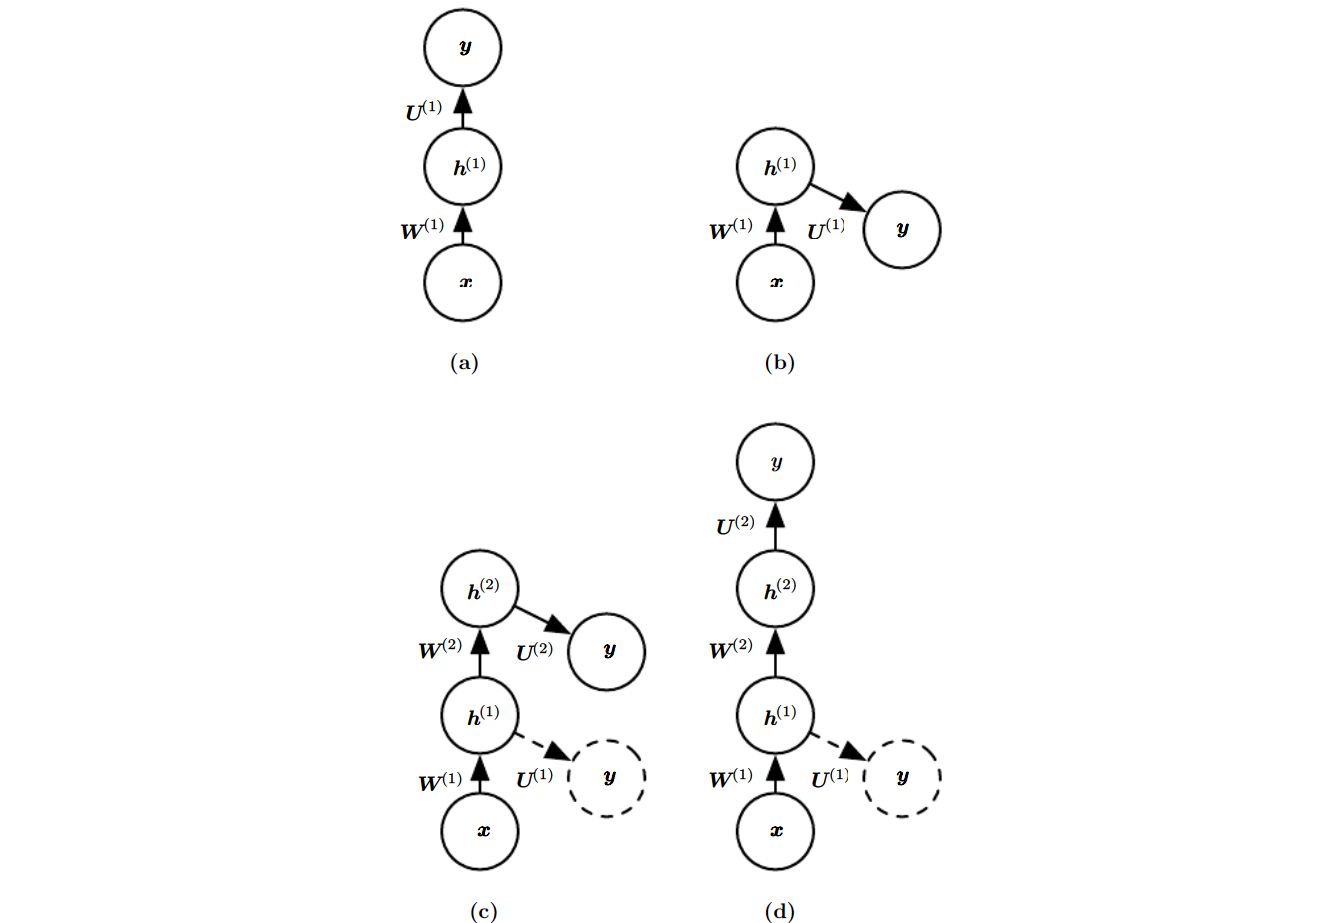 y
U(1)
h(1)
W(1)
x
(a)
h(1)
W(1)
U(1)
y
x
(b)
h(2)
W(2)
U(2)
y
h(1)
W(1)
U(1)
y
x
(c)
y
U(2)
h(2)
W(2)
h(1)
W(1)
U(1)
y
x
(d)